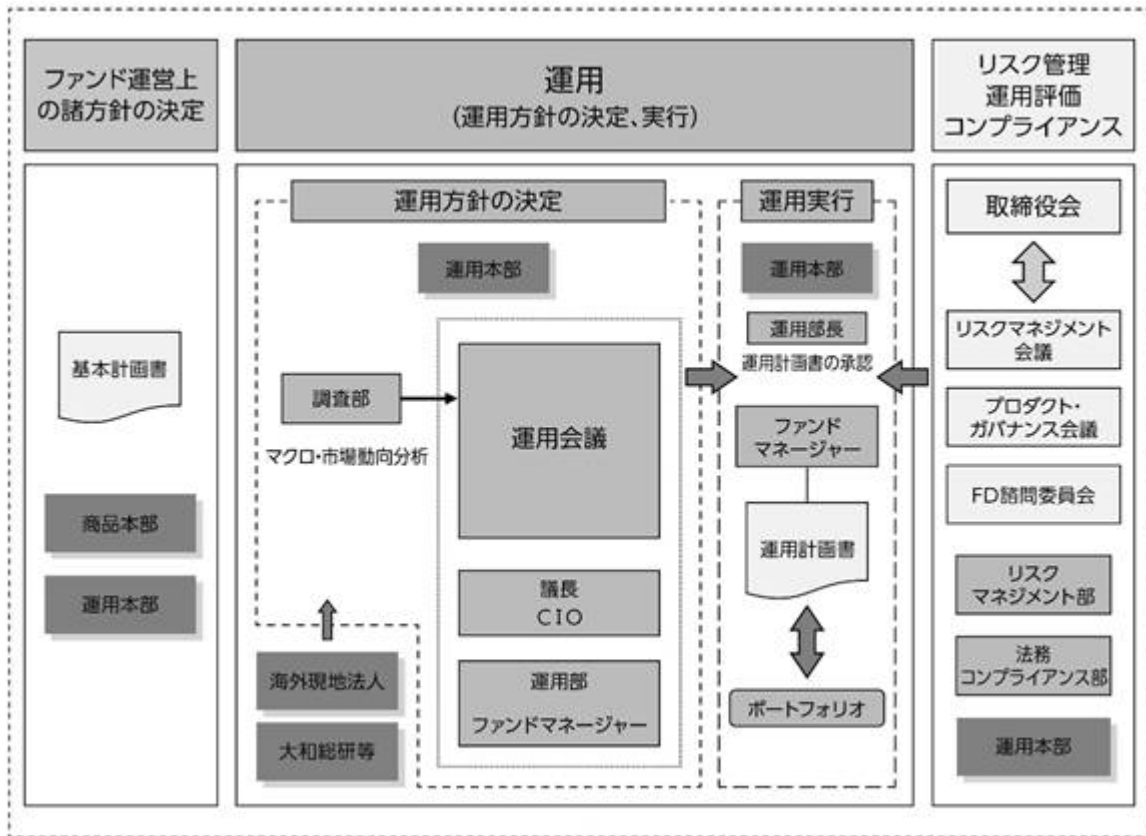 ファンド運営上
の諸方針の決定
運用
(運用方針の決定、実行)
リスク管理
運用評価
コンプライアンス
基本計画書
商品本部
運用本部
運用方針の決定
運用本部
調査部
マクロ・市場動向分析
運用会議
議長
CIO
運用部
ファンドマネージャー
海外現地法人
大和総研等
運用実行
運用本部
運用部長
運用計画書の承認
ファンド
マネージャー
運用計画書
ポートフォリオ
取締役会
リスクマネジメント
会議
プロダクト・
ガバナンス会議
FD諮問委員会
リスク
マネジメント部
法務
コンプライアンス部
運用本部